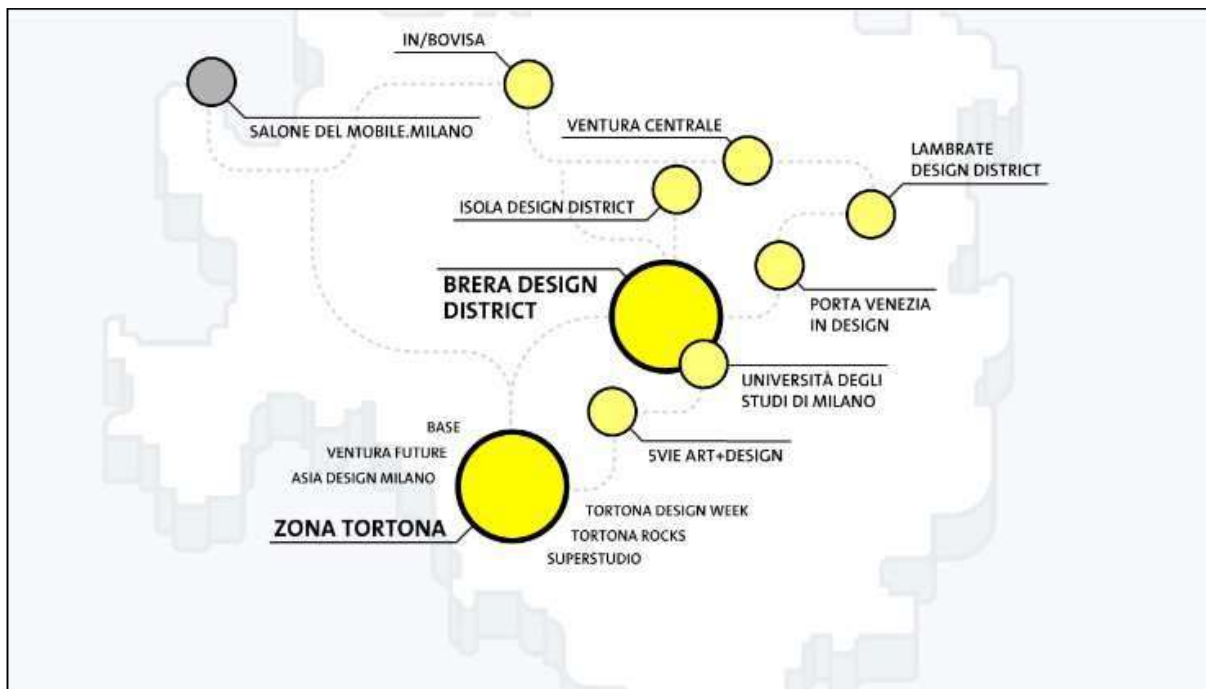 IN/BOVISA
SALONE DEL MOBILE.MILANO
VENTURA CENTRALE
LAMBRATE
DESIGN DISTRICT
ISOLA DESIGN DISTRICT
BRERA DESIGN
DISTRICT
PORTA VENEZIA
IN DESIGN
UNIVERSITÀ DEGLI
STUDI DI MILANO
5VIE ART+DESIGN
BASE
VENTURA FUTURE
ASIA DESIGN MILANO
ZONA TORTONA
TORTONA DESIGN WEEK
TORTONA ROCKS
SUPERSTUDIO